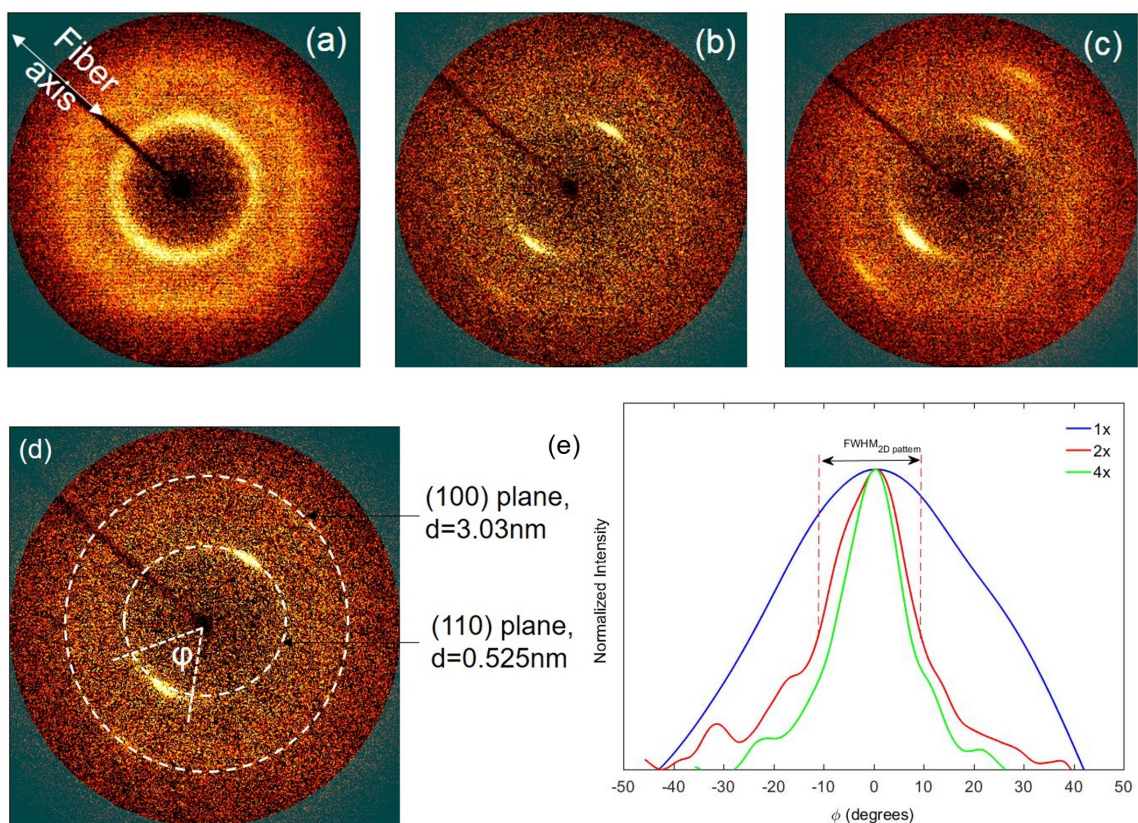 (a)
Fiber
axis
(b)
(c)
(d)
φ
(100) plane,
d=3.03nm
(110) plane,
d=0.525nm
(e)
FWHM2D pattern
1x
2x
4x
Normalized Intensity
-50 -40 -30 -20 -10 0 10 20 30 40 50
ϕ (degrees)